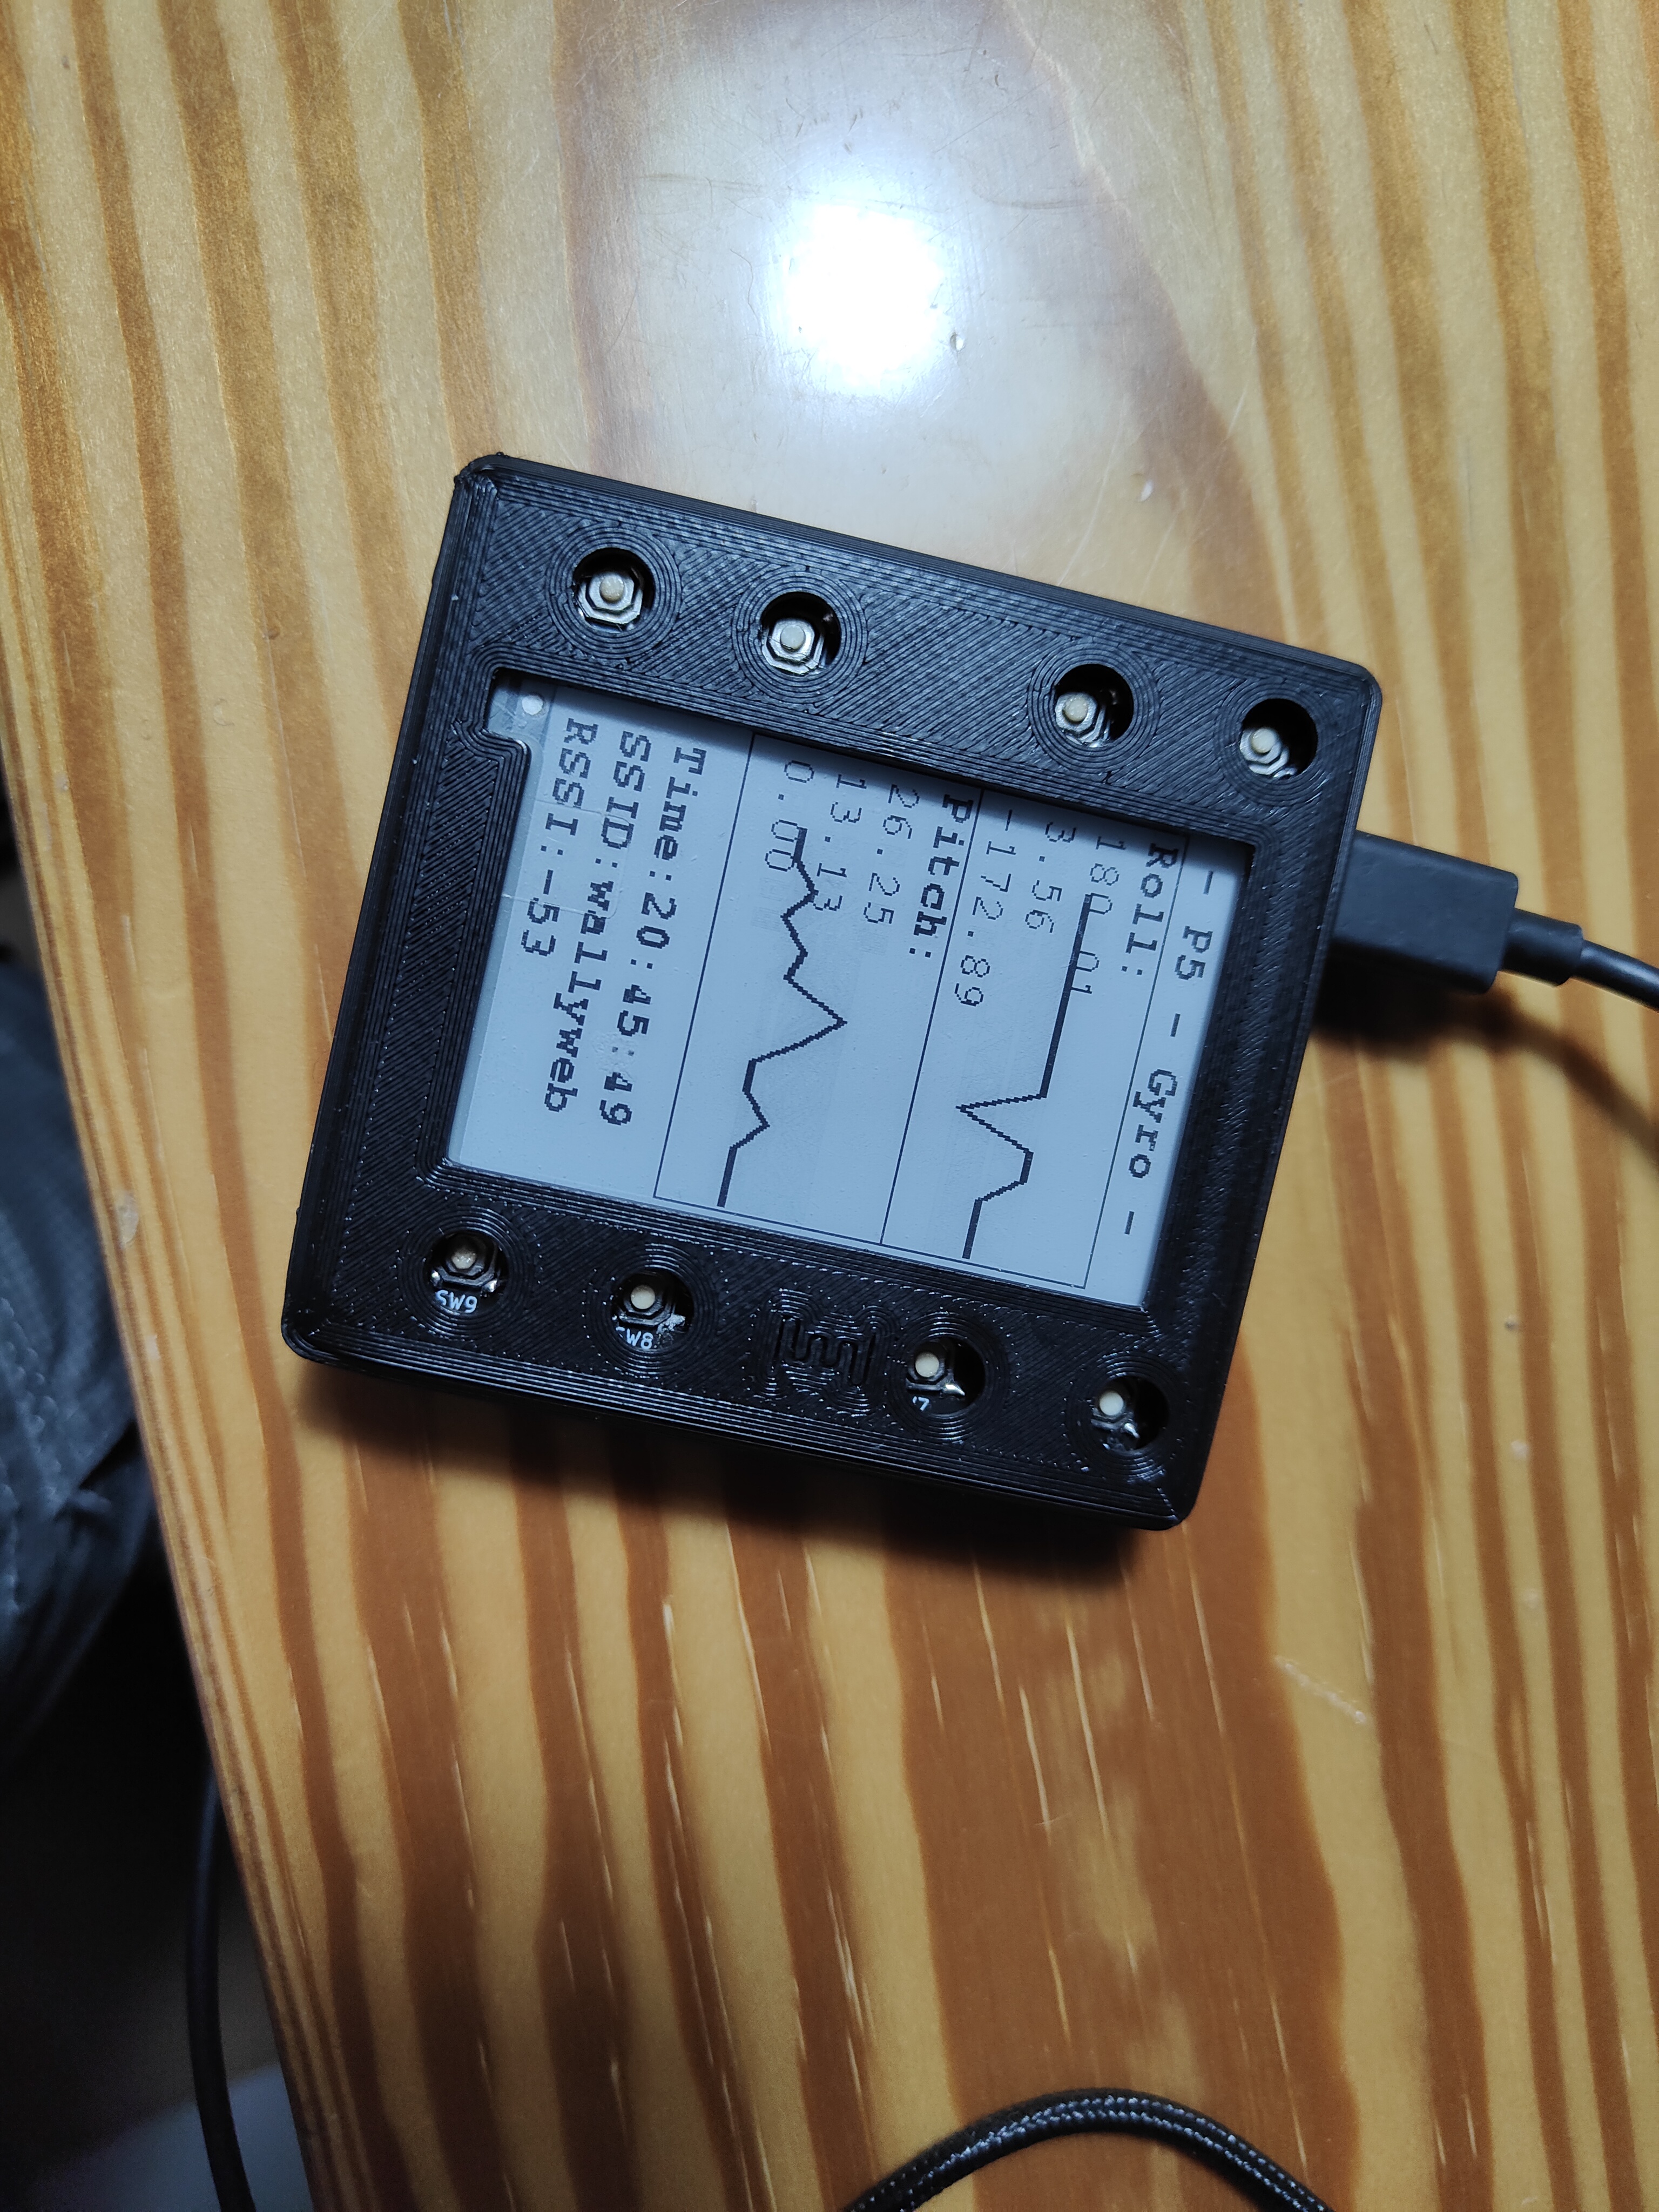 - P5 - Gyro -
Roll:
180.01
3.56
-172.89
Pitch:
26.25
13.13
0.00
Time:20:45:49
SSID:wallyweb
RSSI:-53
SW9